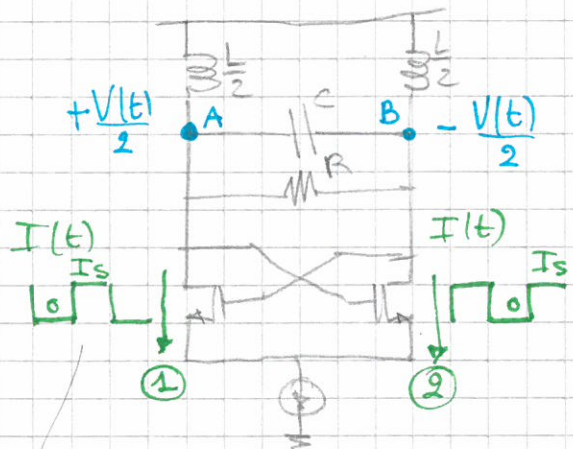 L/2
L/2
C
+V(t)/2
A
B
- V(t)/2
R
I(t)
Is
0
1
I(t)
Is
0
2